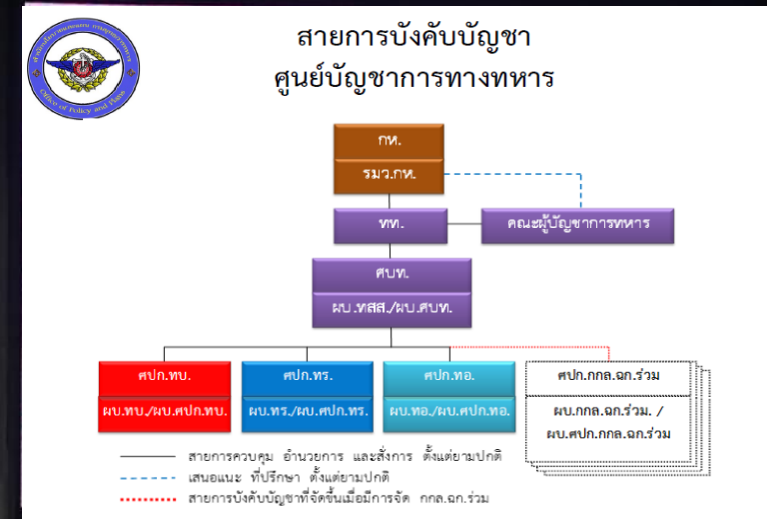 สายการบังคับบัญชา
ศูนย์บัญชาการทางทหาร
Office of Policy and Plans
กห.
รมว.กห.
ทท.
คณะผู้บัญชาการทหาร
ศบท.
ผบ.ทสส./ผบ.ศบท.
ศปก.ทบ.
ศปก.ทร.
ศปก.ทอ.
ศปก.กกล.ฉก.ร่วม
ผบ.ทบ./ผบ.ศปก.ทบ.
ผบ.ทร./ผบ.ศปก.ทร.
ผบ.ทอ./ผบ.ศปก.ทอ.
ผบ.กกล.ฉก.ร่วม. /
ผบ.ศปก.กกล.ฉก.ร่วม
สายการควบคุม อำนวยการ และสั่งการ ตั้งแต่ยามปกติ
เสนอแนะ ที่ปรึกษา ตั้งแต่ยามปกติ
สายการบังคับบัญชาที่จัดขึ้นเมื่อมีการจัด กกล.ฉก.ร่วม